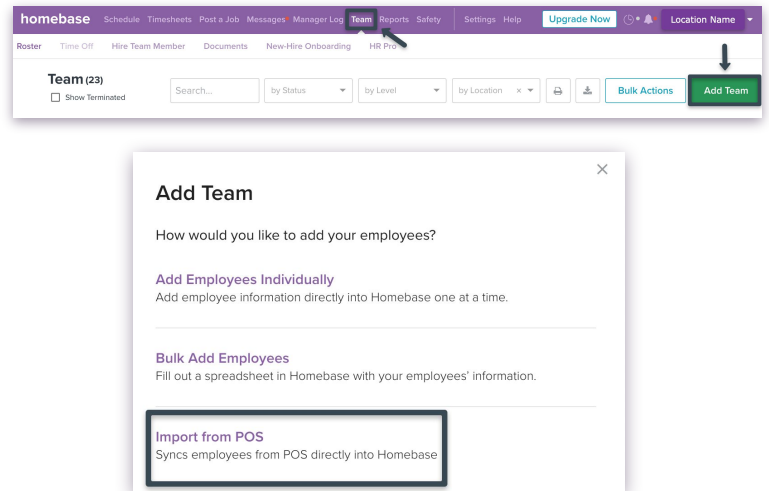 homebase Schedule Timesheets Post a Job Messages Manager Log Team Reports Safety Settings Help Upgrade Now Location Name
Roster Time Off Hire Team Member Documents New-Hire Onboarding HR Pro
Team (23)
Show Terminated
Search... by Status by Level by Location × Bulk Actions Add Team
×
Add Team
How would you like to add your employees?
Add Employees Individually
Add employee information directly into Homebase one at a time.
Bulk Add Employees
Fill out a spreadsheet in Homebase with your employees’ information.
Import from POS
Syncs employees from POS directly into Homebase